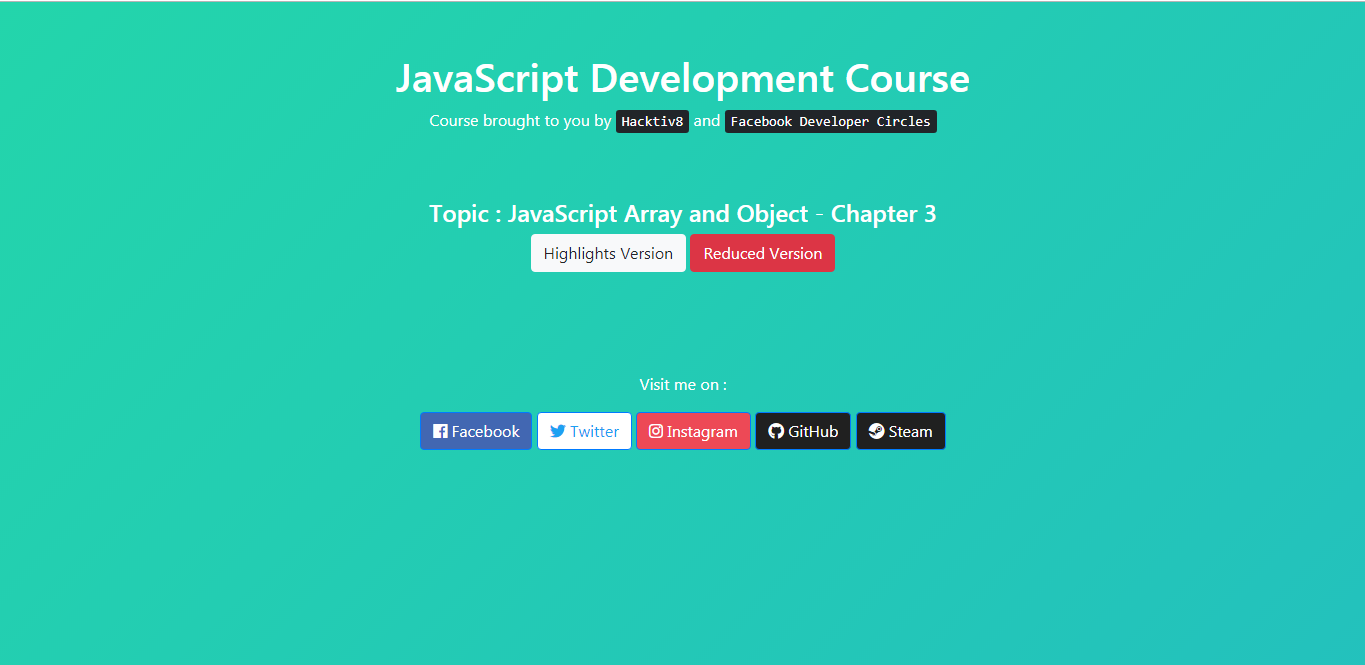 JavaScript Development Course
Course brought to you by Hacktiv8 and Facebook Developer Circles
Topic : JavaScript Array and Object - Chapter 3
Highlights Version Reduced Version
Visit me on :
Facebook Twitter Instagram GitHub Steam